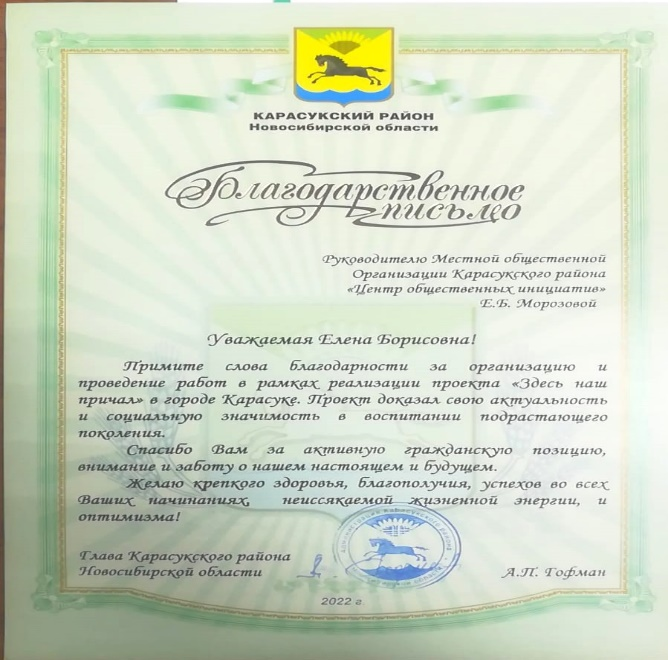 КАРАСУКСКИЙ РАЙОН
Новосибирской области
Благодарственное
письмо
Руководителю Местной общественной
Организации Карасукского района
«Центр общественных инициатив»
Е.Б. Морозовой
Уважаемая Елена Борисовна!
Примите слова благодарности за организацию и
проведение работ в рамках реализации проекта «Здесь наш
причал» в городе Карасуке. Проект доказал свою актуальность
и социальную значимость в воспитании подрастающего
поколения.
Спасибо Вам за активную гражданскую позицию,
внимание и заботу о нашем настоящем и будущем.
Желаю крепкого здоровья, благополучия, успехов во всех
Ваших начинаниях, неиссякаемой жизненной энергии, и
оптимизма!
Глава Карасукского района
Новосибирской области А.П. Гофман
2022 г.